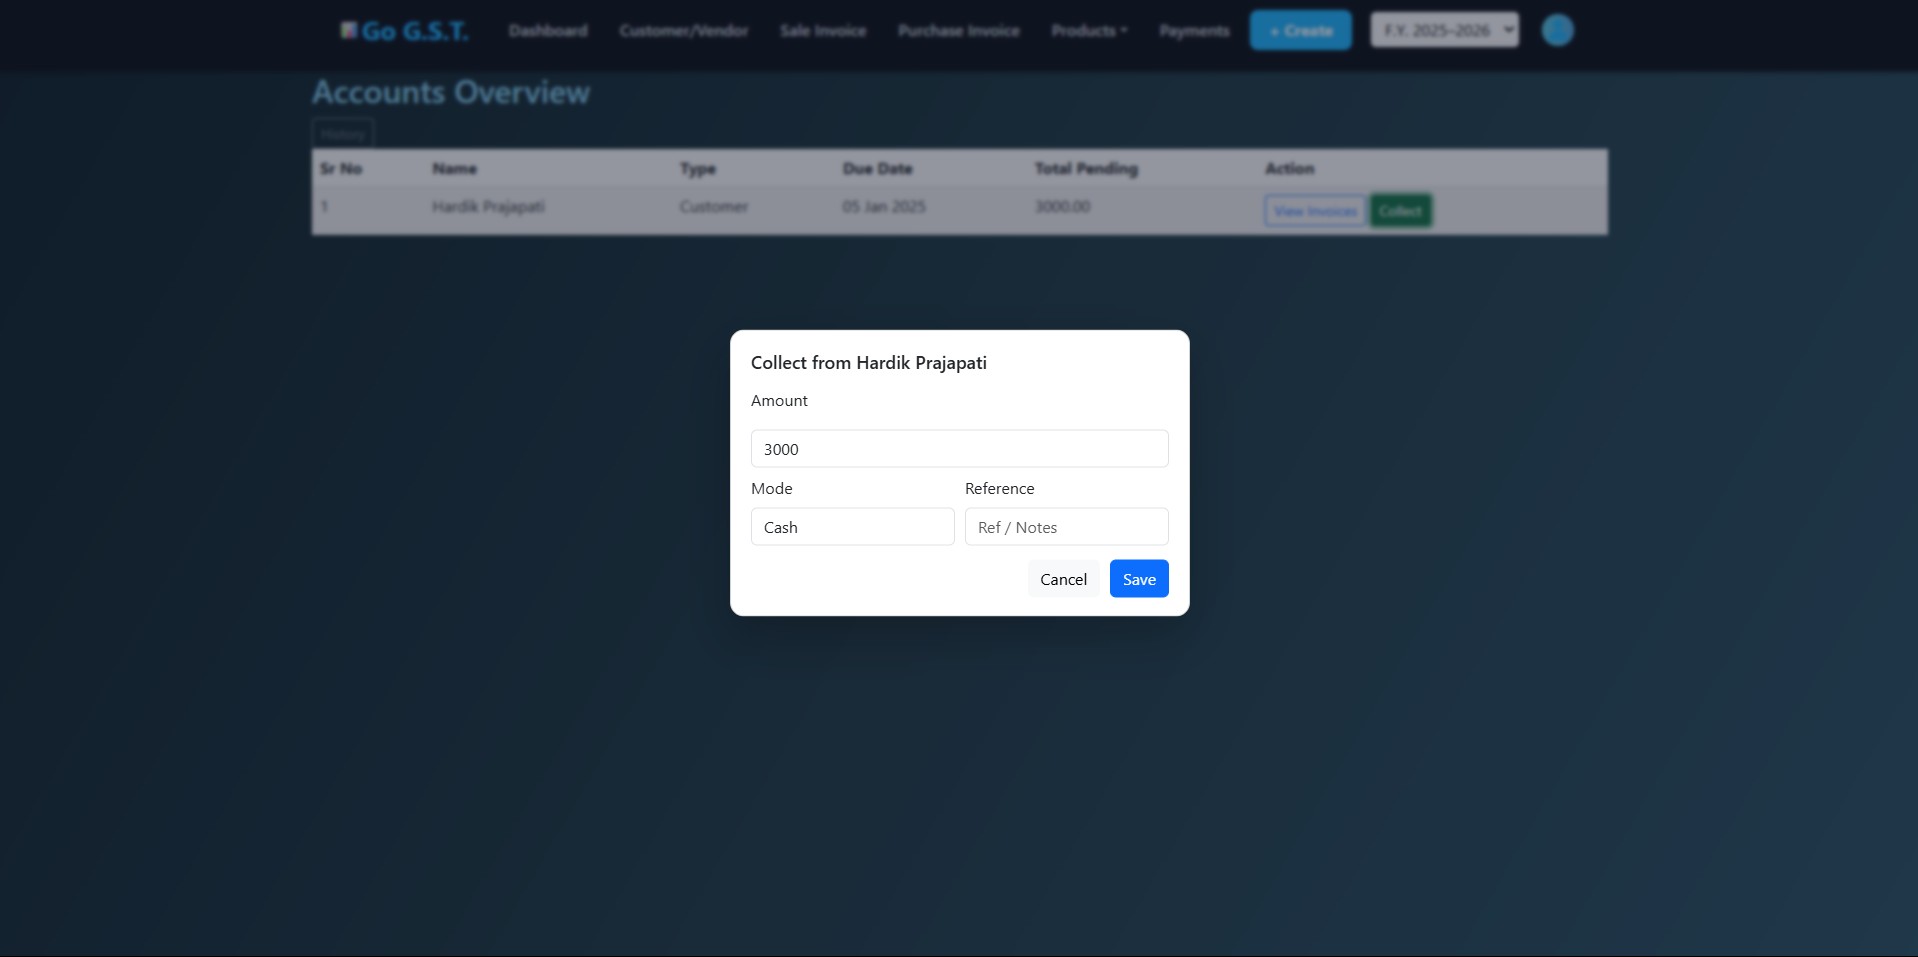 Go G.S.T. Dashboard Customer/Vendor Sale Invoice Purchase Invoice Products Payments + Create F.Y. 2025–2026
Accounts Overview
History
Sr No Name Type Due Date Total Pending Action
1 Hardik Prajapati Customer 05 Jan 2025 3000.00 View Invoices Collect
Collect from Hardik Prajapati
Amount
3000
Mode Reference
Cash Ref / Notes
Cancel Save